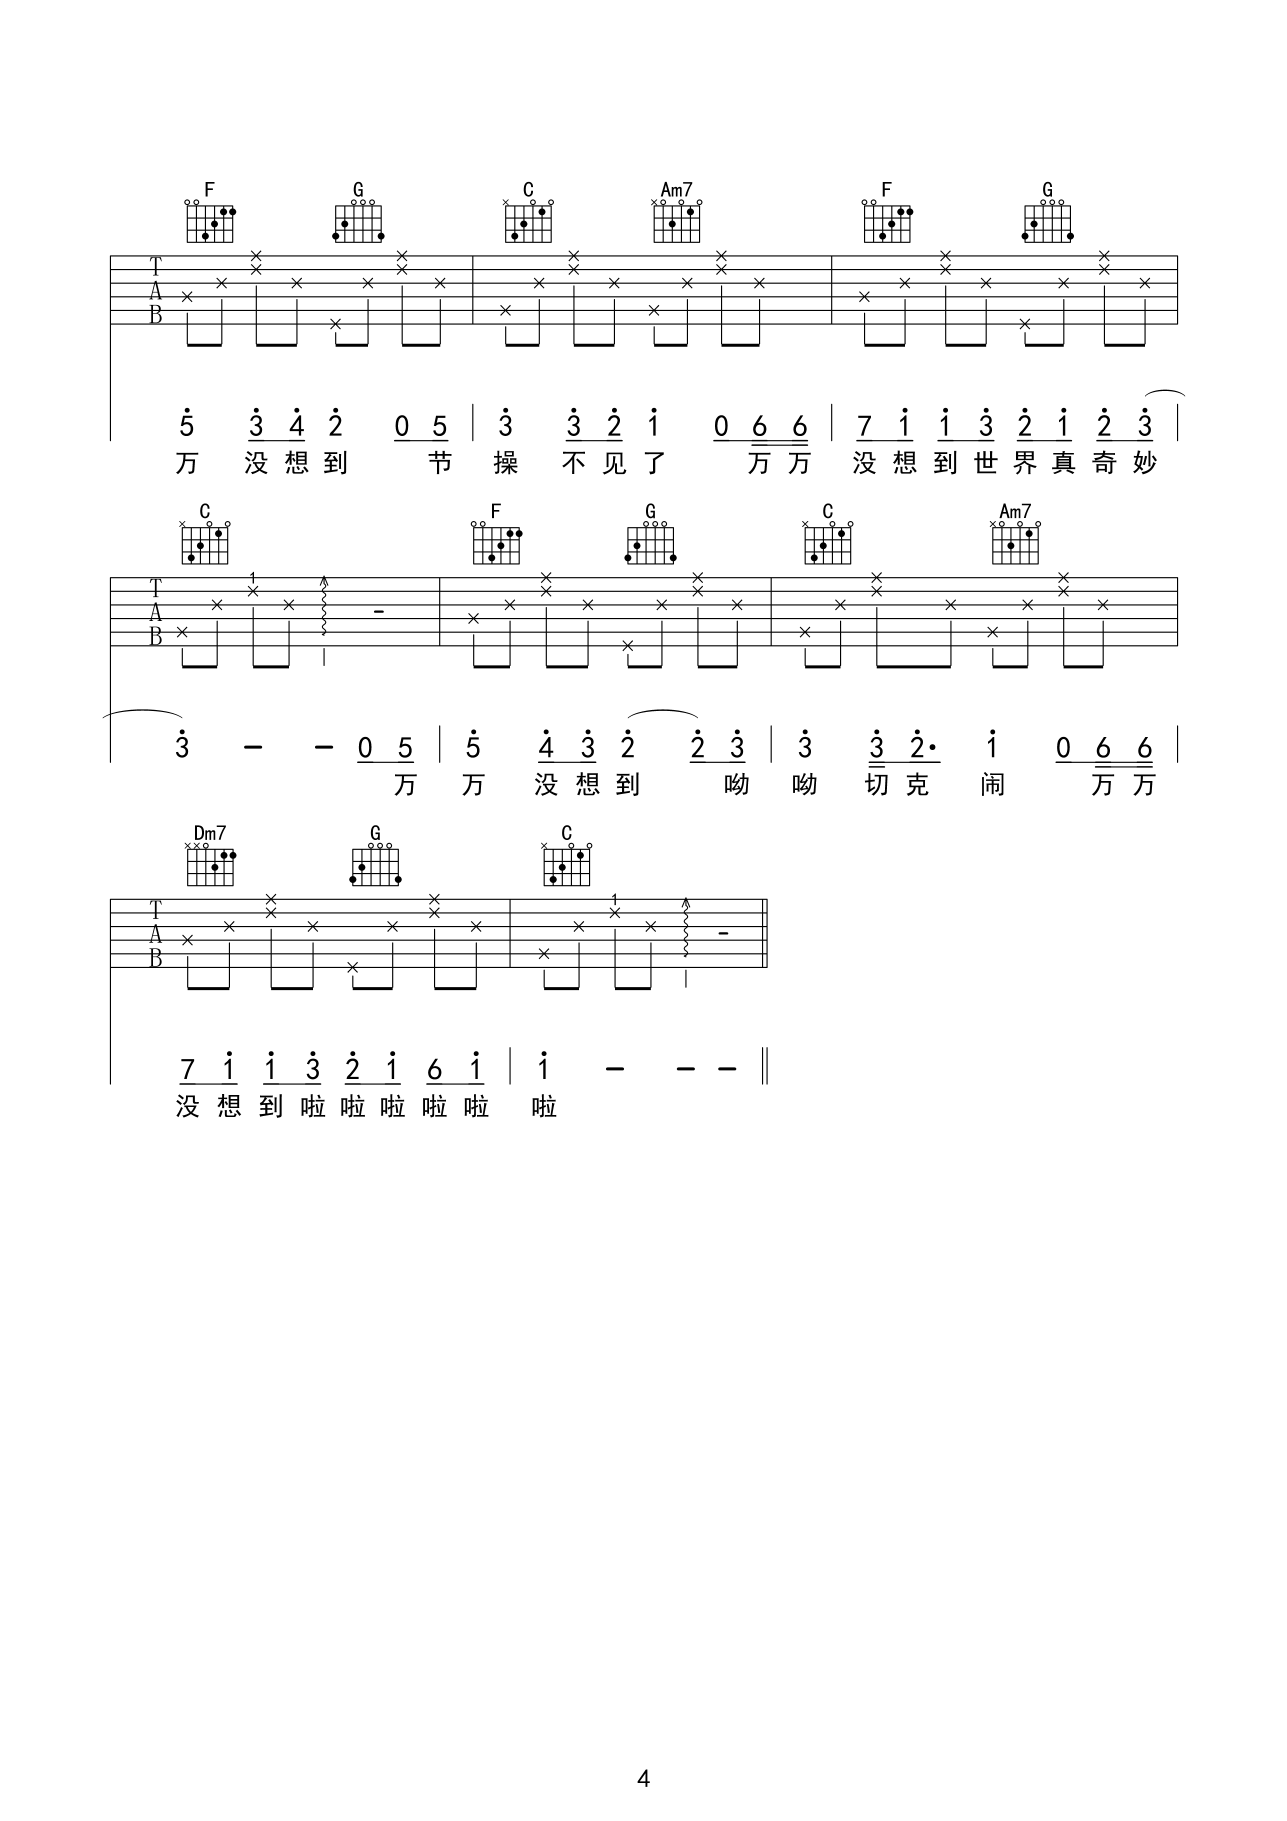 F G C Am7 F G
T
A
B
5 3 4 2 0 5 3 3 2 1 0 6 6 7 1 1 3 2 1 2 3
万 没 想 到 节 操 不 见 了 万 万 没 想 到 世 界 真 奇 妙
C F G C Am7
T
A
B
1
3 – – 0 5 5 4 3 2 2 3 3 3 2· 1 0 6 6
万 万 没 想 到 呦 呦 切 克 闹 万 万
Dm7 G C
T
A
B
1
7 1 1 3 2 1 6 1 1 – – –
没 想 到 啦 啦 啦 啦 啦 啦
4